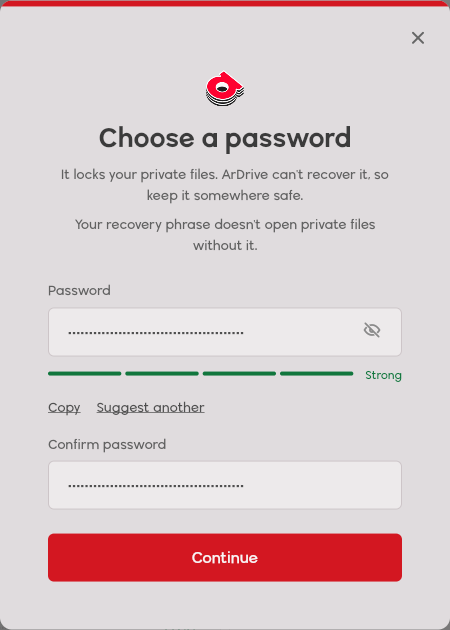 Choose a password
It locks your private files. ArDrive can't recover it, so
keep it somewhere safe.
Your recovery phrase doesn't open private files
without it.
Password
••••••••••••••••••••••••••••••••••••••••••
Strong
Copy Suggest another
Confirm password
••••••••••••••••••••••••••••••••••••••••••
Continue